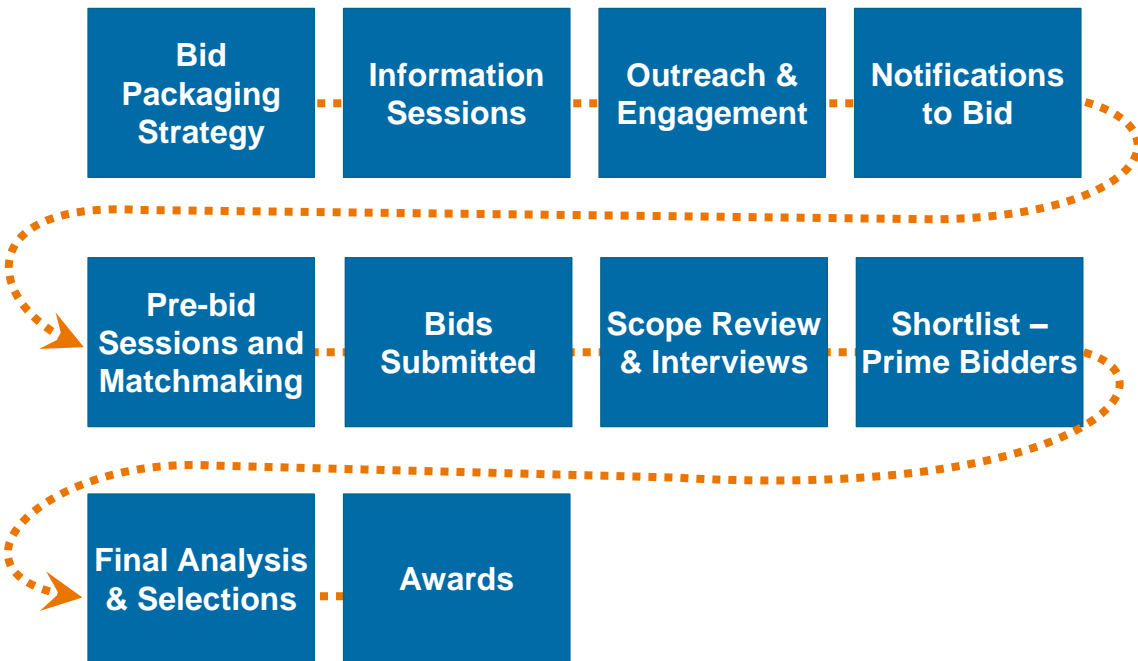 Bid
Packaging
Strategy
Information
Sessions
Outreach &
Engagement
Notifications
to Bid
Pre-bid
Sessions and
Matchmaking
Bids
Submitted
Scope Review
& Interviews
Shortlist –
Prime Bidders
Final Analysis
& Selections
Awards